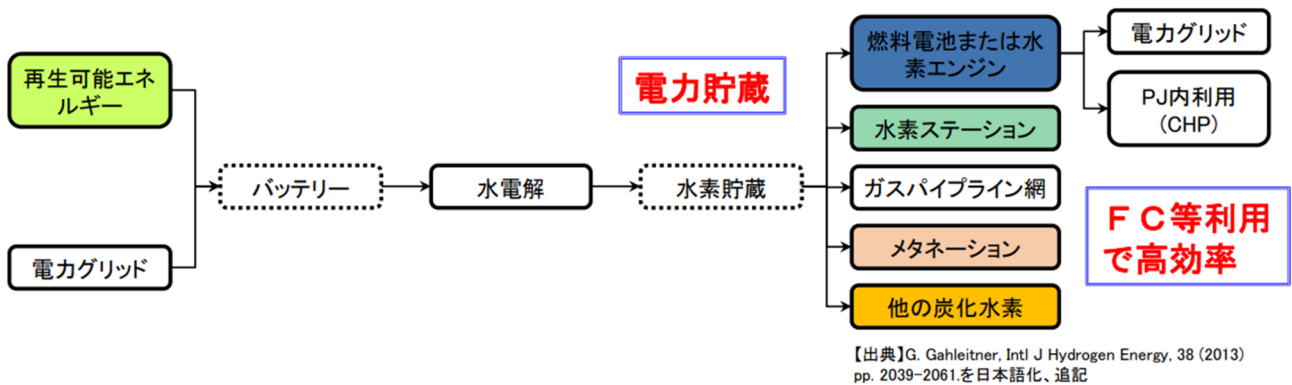 再生可能エネ
ルギー
電力グリッド
バッテリー
水電解
水素貯蔵
電力貯蔵
燃料電池または水
素エンジン
水素ステーション
ガスパイプライン網
メタネーション
他の炭化水素
電力グリッド
PJ内利用
(CHP)
ＦＣ等利用
で高効率
【出典】G. Gahleitner, Intl J Hydrogen Energy, 38 (2013)
pp. 2039-2061.を日本語化、追記